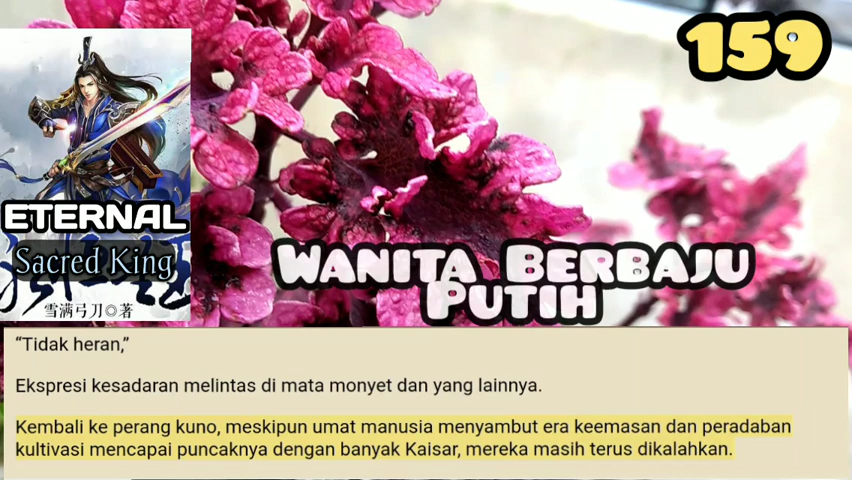 159
ETERNAL
Sacred King
雪满弓刀◎著
WANITA BERBAJU
PUTIH
“Tidak heran,”
Ekspresi kesadaran melintas di mata monyet dan yang lainnya.
Kembali ke perang kuno, meskipun umat manusia menyambut era keemasan dan peradaban
kultivasi mencapai puncaknya dengan banyak Kaisar, mereka masih terus dikalahkan.